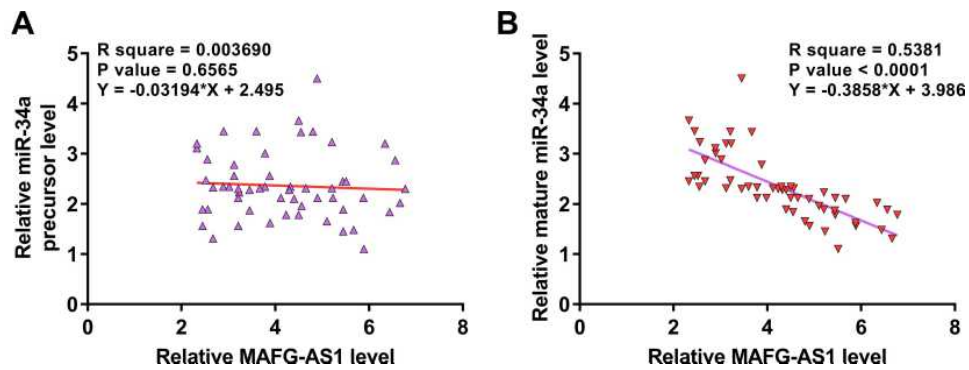 A
R square = 0.003690
P value = 0.6565
Y = -0.03194*X + 2.495
Relative miR-34a
precursor level
5
4
3
2
1
0
0 2 4 6 8
Relative MAFG-AS1 level
B
R square = 0.5381
P value < 0.0001
Y = -0.3858*X + 3.986
Relative mature miR-34a level
5
4
3
2
1
0
0 2 4 6 8
Relative MAFG-AS1 level